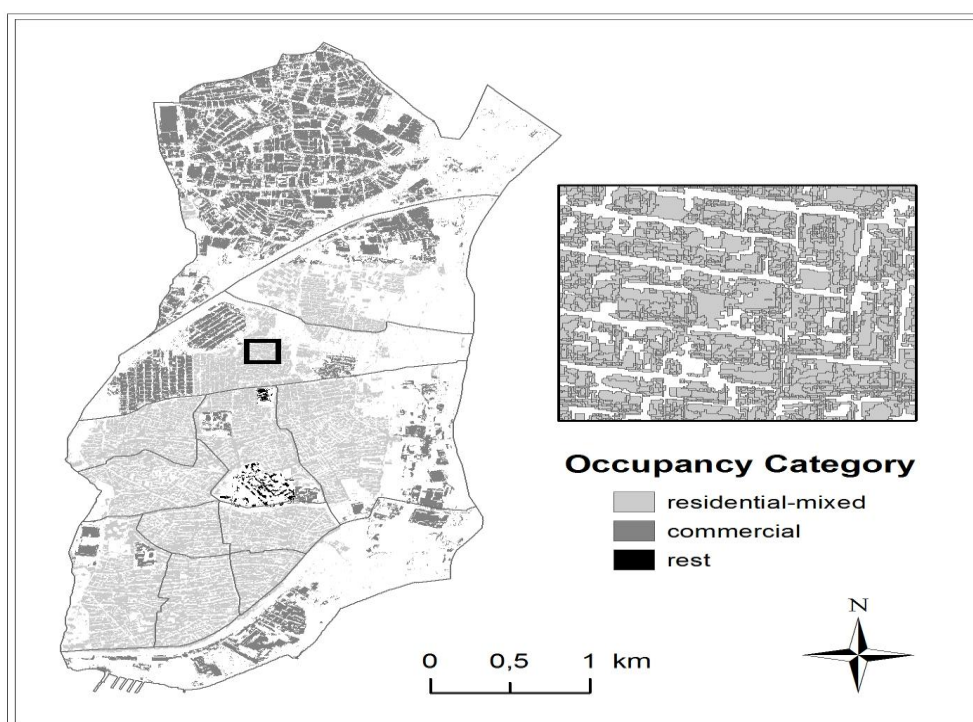 Occupancy Category
residential-mixed
commercial
rest
N
0 0,5 1 km